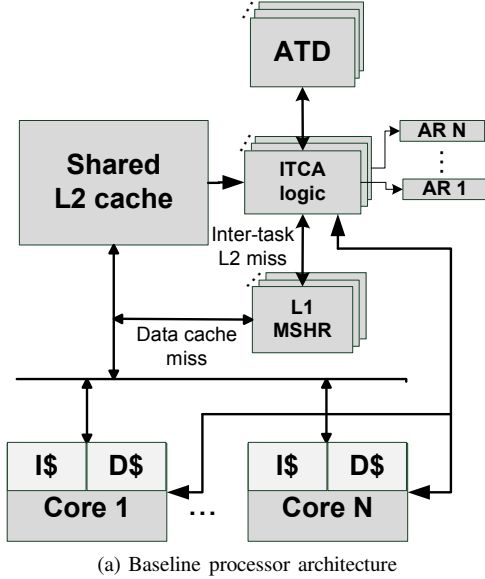 ATD
AR N
Shared
L2 cache
ITCA
logic
AR 1
Inter-task
L2 miss
L1
MSHR
Data cache
miss
I$ D$ I$ D$
Core 1 ... Core N
(a) Baseline processor architecture